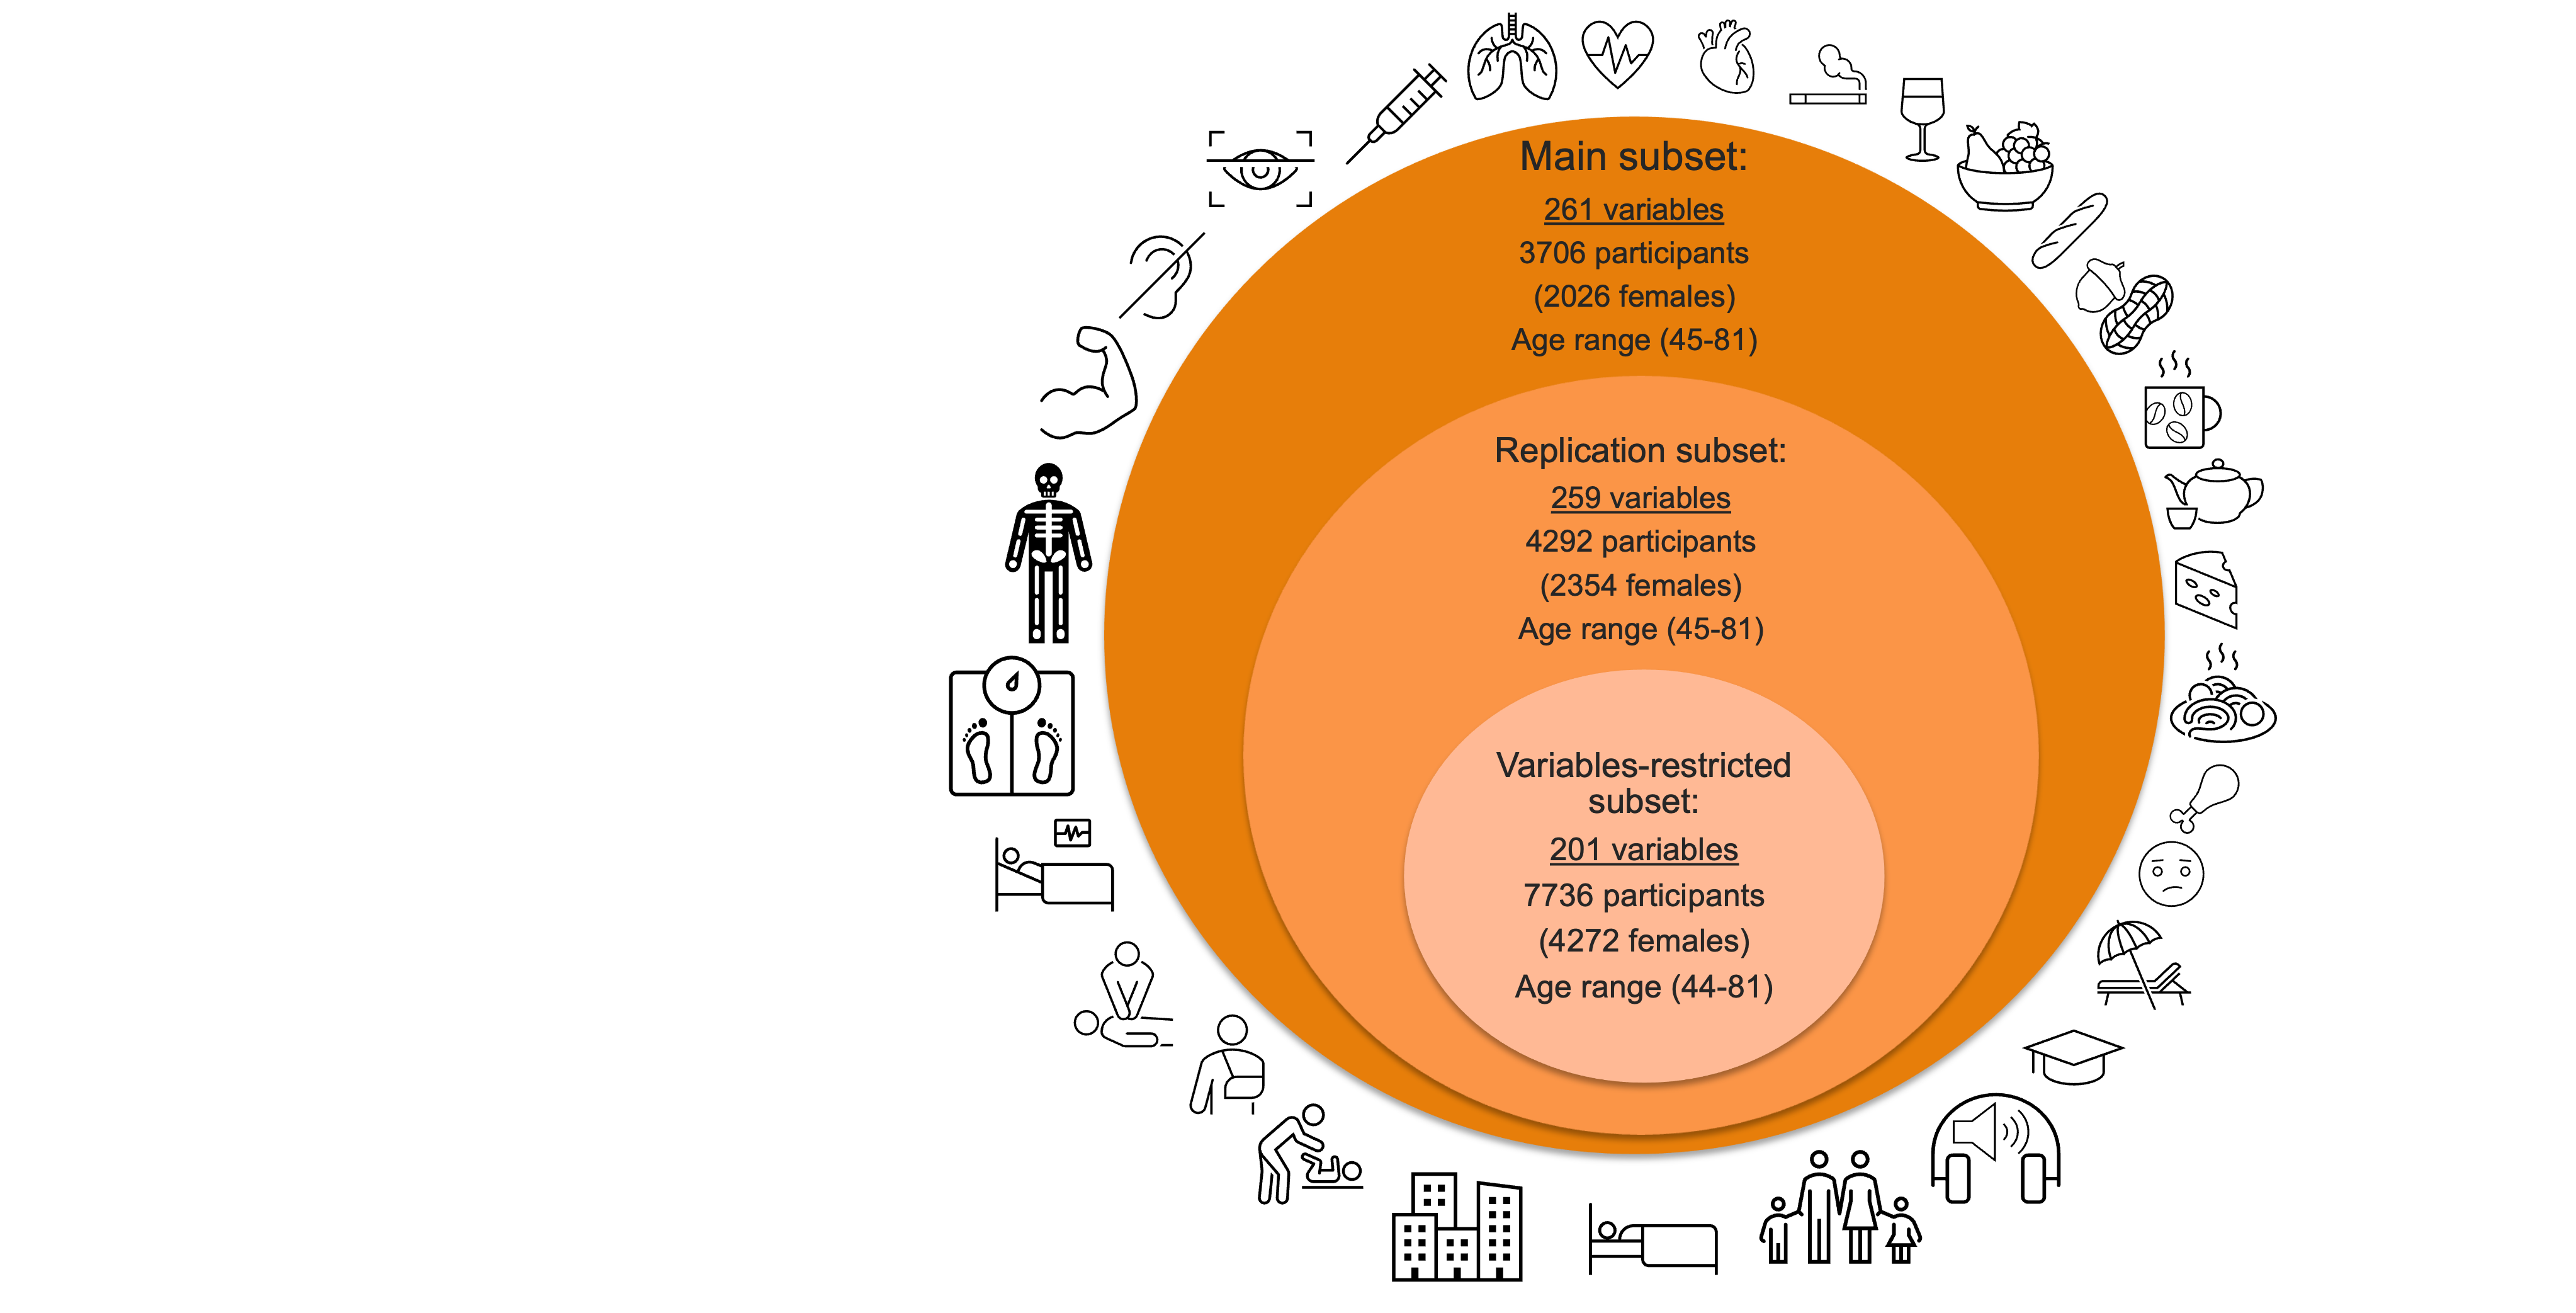 Main subset:
261 variables
3706 participants
(2026 females)
Age range (45-81)
Replication subset:
259 variables
4292 participants
(2354 females)
Age range (45-81)
Variables-restricted
subset:
201 variables
7736 participants
(4272 females)
Age range (44-81)